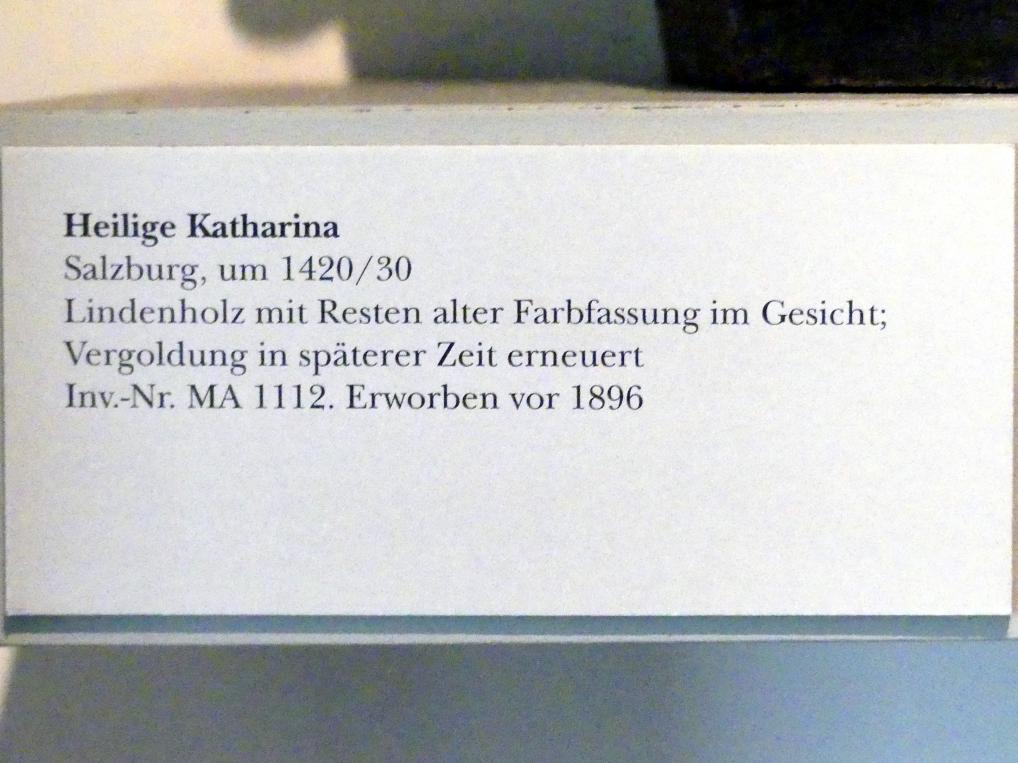 Heilige Katharina
Salzburg, um 1420/30
Lindenholz mit Resten alter Farbfassung im Gesicht;
Vergoldung in späterer Zeit erneuert
Inv.-Nr. MA 1112. Erworben vor 1896